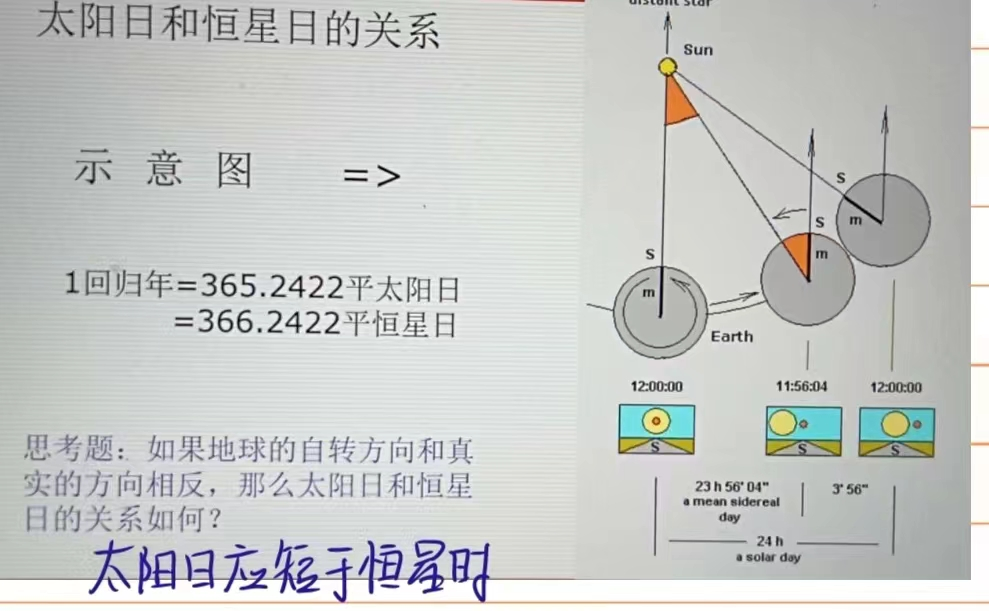 太阳日和恒星日的关系
distant star
Sun
示 意 图 =>
S
m
S
m
S
m
Earth
1回归年=365.2422平太阳日
=366.2422平恒星日
12:00:00
11:56:04
12:00:00
S
S
S
思考题：如果地球的自转方向和真
实的方向相反，那么太阳日和恒星
日的关系如何？
23 h 56' 04"
a mean sidereal
day
3' 56"
24 h
a solar day
太阳日应短于恒星时